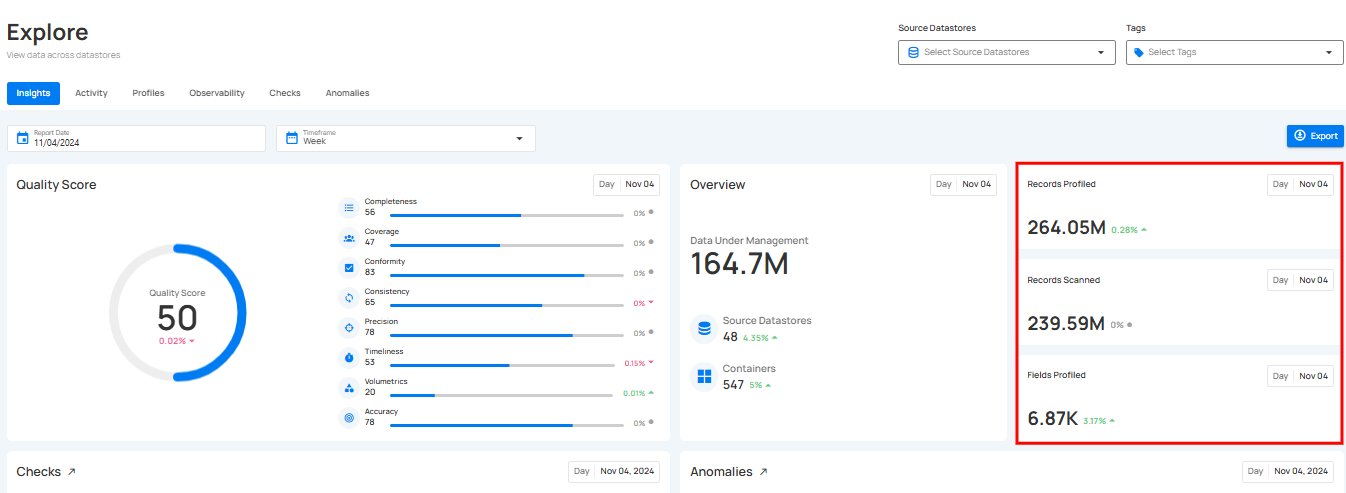 Explore
View data across datastores
Source Datastores
Select Source Datastores
Tags
Select Tags
Insights Activity Profiles Observability Checks Anomalies
Report Date
11/04/2024
Timeframe
Week
Export
Quality Score
Day Nov 04
Quality Score
50
0.02%
Completeness
56 0%
Coverage
47 0%
Conformity
83 0%
Consistency
65 0%
Precision
78 0%
Timeliness
53 0.15%
Volumetrics
20 0.01%
Accuracy
78 0%
Overview
Day Nov 04
Data Under Management
164.7M
Source Datastores
48 4.35%
Containers
547 5%
Records Profiled
Day Nov 04
264.05M 0.28%
Records Scanned
Day Nov 04
239.59M 0%
Fields Profiled
Day Nov 04
6.87K 3.17%
Checks
Day Nov 04, 2024
Anomalies
Day Nov 04, 2024